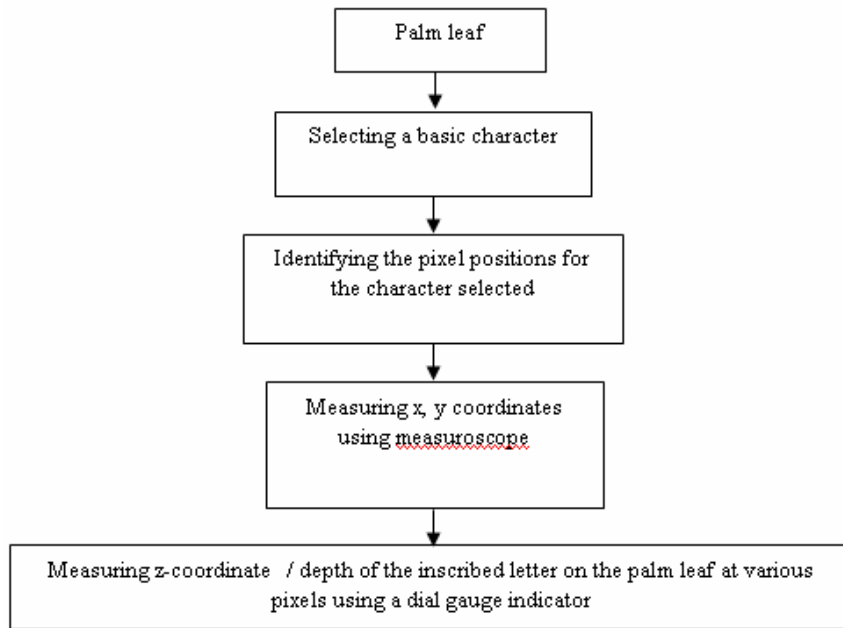 Palm leaf
Selecting a basic character
Identifying the pixel positions for
the character selected
Measuring x, y coordinates
using measuroscope
Measuring z-coordinate / depth of the inscribed letter on the palm leaf at various
pixels using a dial gauge indicator